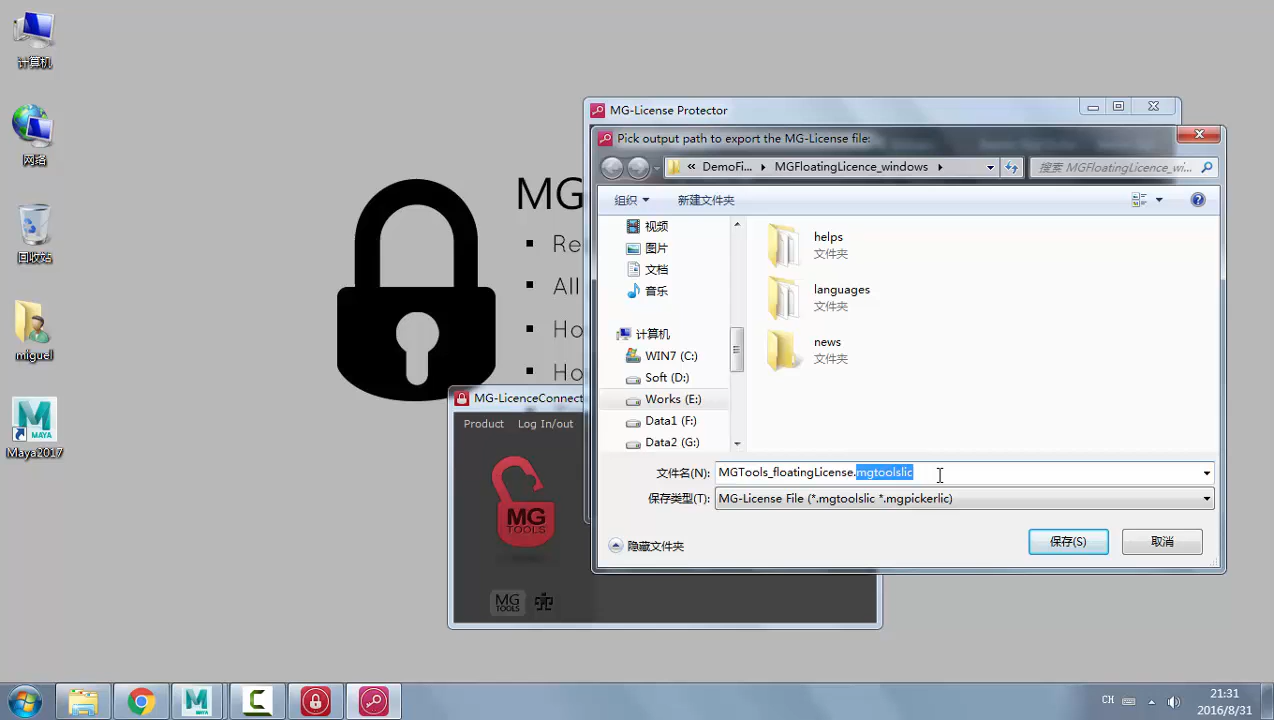 计算机
网络
回收站
miguel
MAYA
Maya2017
MG
Re
All
Ho
Ho
MG-LicenceConnect
Product
Log In/out
MG
TOOLS
MG
TOOLS
MG-License Protector
Pick output path to export the MG-License file:
« DemoFi...
MGFloatingLicence_windows
搜索 MGFloatingLicence_wi...
组织
新建文件夹
视频
图片
文档
音乐
计算机
WIN7 (C:)
Soft (D:)
Works (E:)
Data1 (F:)
Data2 (G:)
helps
文件夹
languages
文件夹
news
文件夹
文件名(N):
MGTools_floatingLicense.mgtoolslic
保存类型(T):
MG-License File (*.mgtoolslic *.mgpickerlic)
隐藏文件夹
保存(S)
取消
CH
21:31
2016/8/31